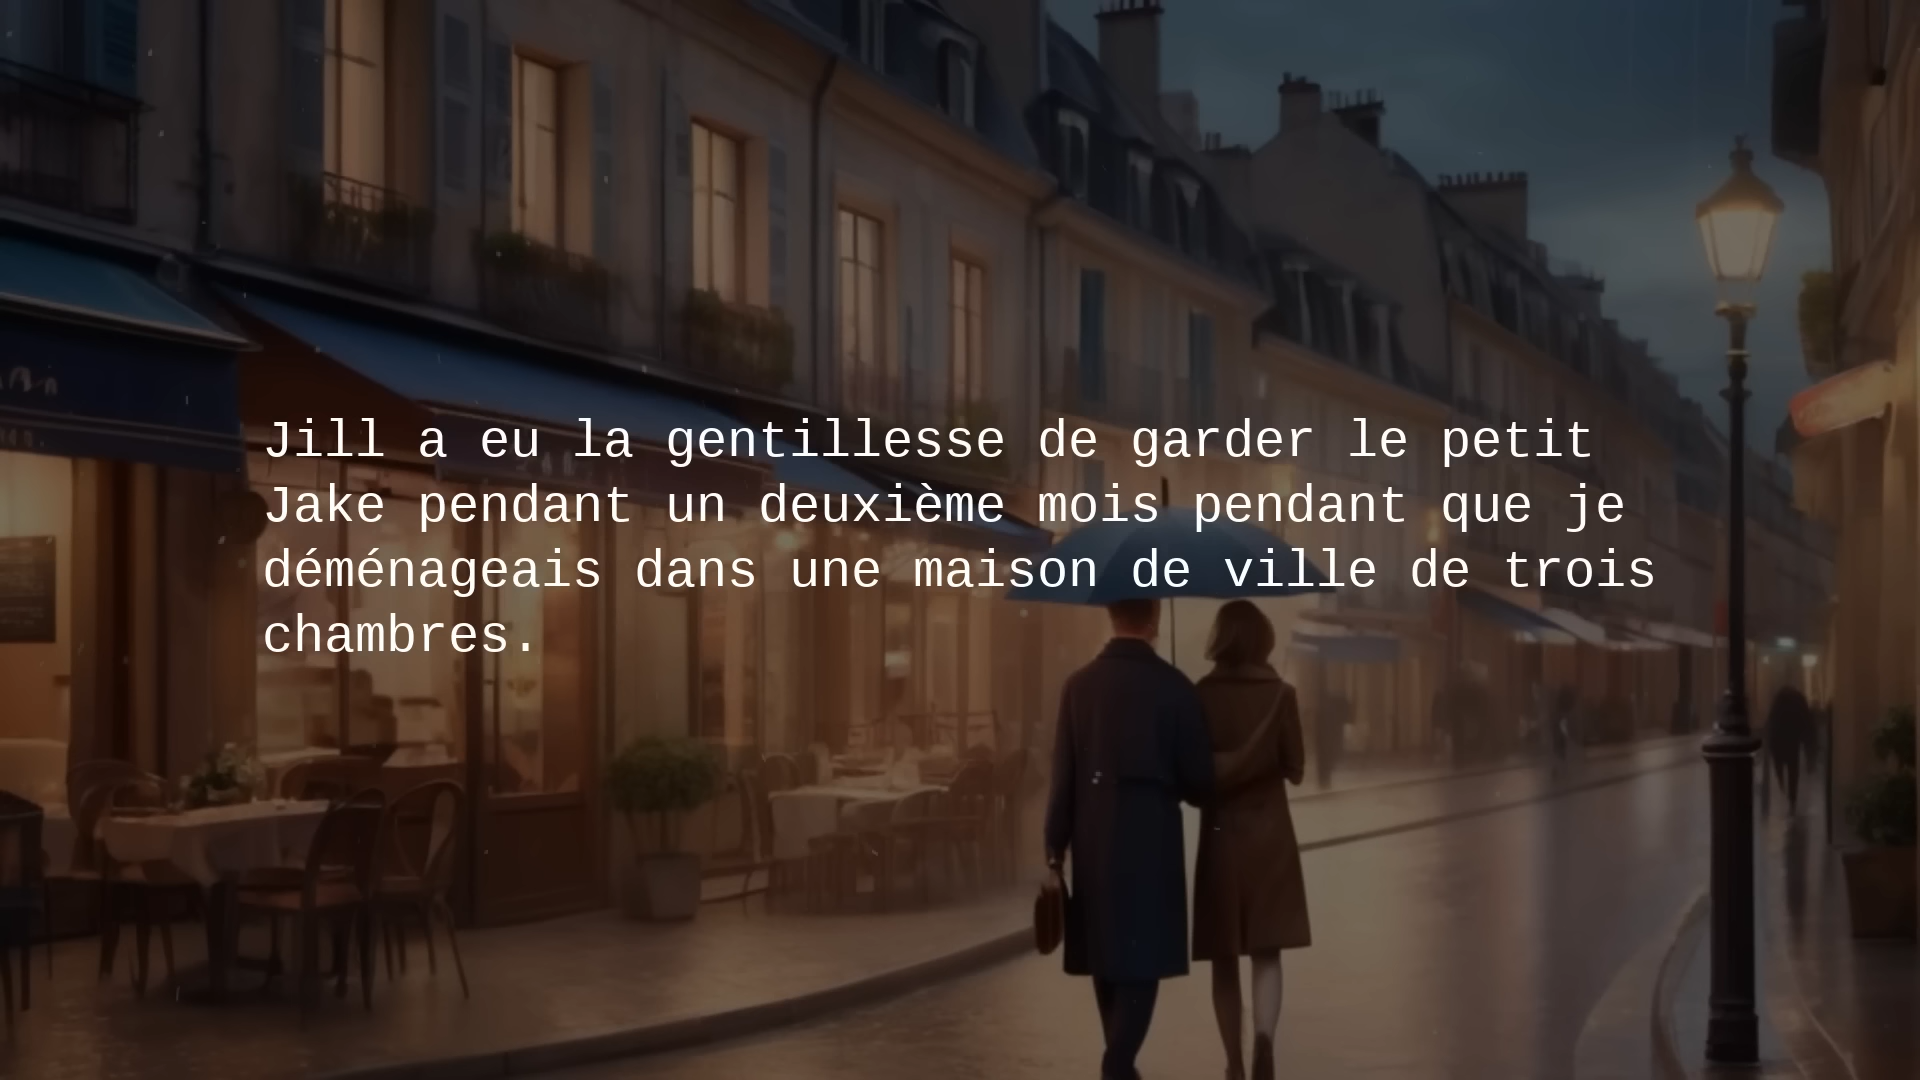 Jill a eu la gentillesse de garder le petit
Jake pendant un deuxième mois pendant que je
déménageais dans une maison de ville de trois
chambres.